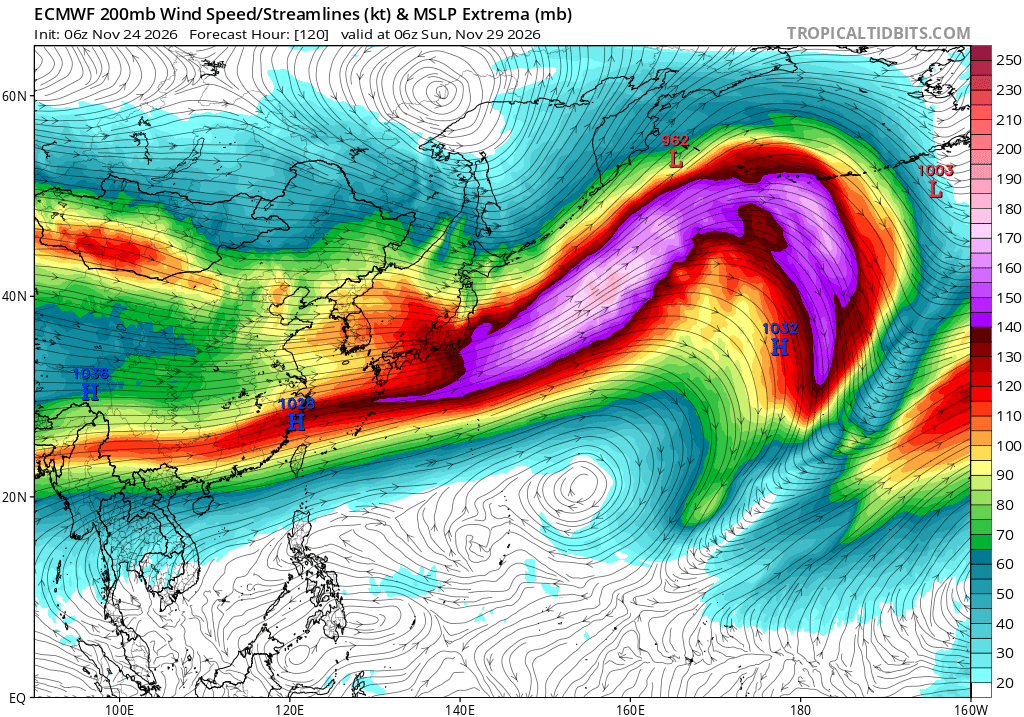 ECMWF 200mb Wind Speed/Streamlines (kt) & MSLP Extrema (mb)
Init: 06z Nov 24 2026 Forecast Hour: [120] valid at 06z Sun, Nov 29 2026
TROPICALTIDBITS.COM
60N
40N
20N
EQ
100E
120E
140E
160E
180
160W
962
L
1003
L
1032
H
1036
H
1028
H
250
230
210
200
190
180
170
160
150
140
130
120
110
100
90
80
70
60
50
40
30
20